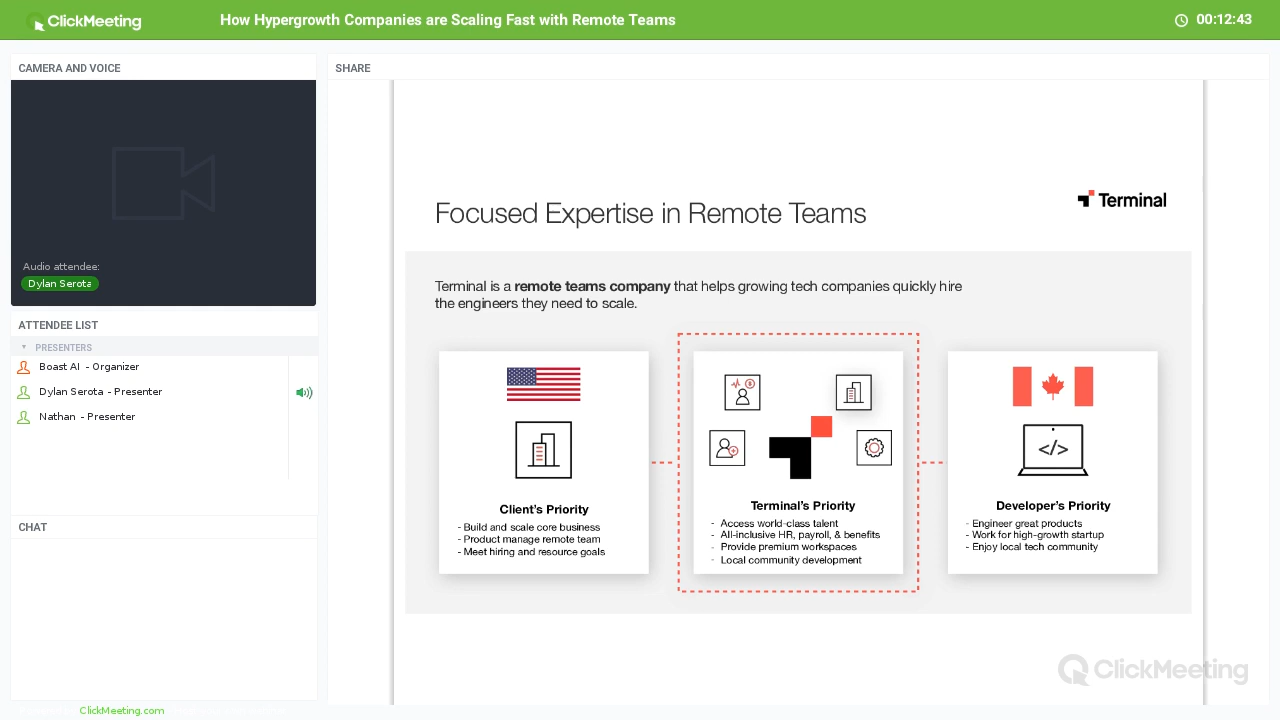 ClickMeeting
How Hypergrowth Companies are Scaling Fast with Remote Teams
00:12:43
CAMERA AND VOICE
Audio attendee:
Dylan Serota
ATTENDEE LIST
PRESENTERS
Boast AI - Organizer
Dylan Serota - Presenter
Nathan - Presenter
CHAT
ClickMeeting.com
SHARE
Terminal
Focused Expertise in Remote Teams
Terminal is a remote teams company that helps growing tech companies quickly hire
the engineers they need to scale.
Client's Priority
- Build and scale core business
- Product manage remote team
- Meet hiring and resource goals
Terminal's Priority
- Access world-class talent
- All-inclusive HR, payroll, & benefits
- Provide premium workspaces
- Local community development
</>
Developer's Priority
- Engineer great products
- Work for high-growth startup
- Enjoy local tech community
ClickMeeting